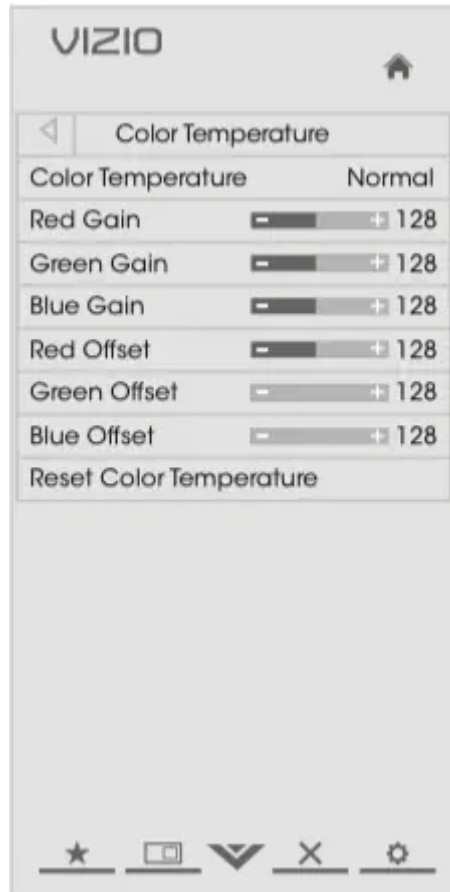 VIZIO
Color Temperature
Color Temperature Normal
Red Gain - + 128
Green Gain - + 128
Blue Gain - + 128
Red Offset - + 128
Green Offset - + 128
Blue Offset - + 128
Reset Color Temperature